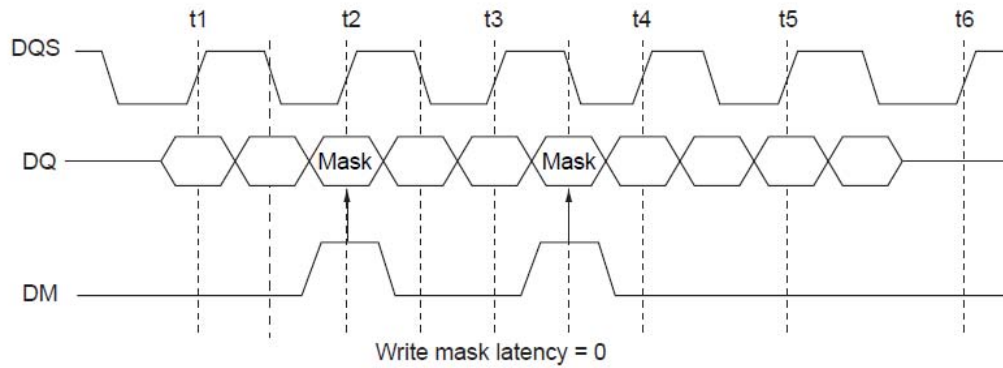 t1 t2 t3 t4 t5 t6
DQS
DQ Mask Mask
DM
Write mask latency = 0